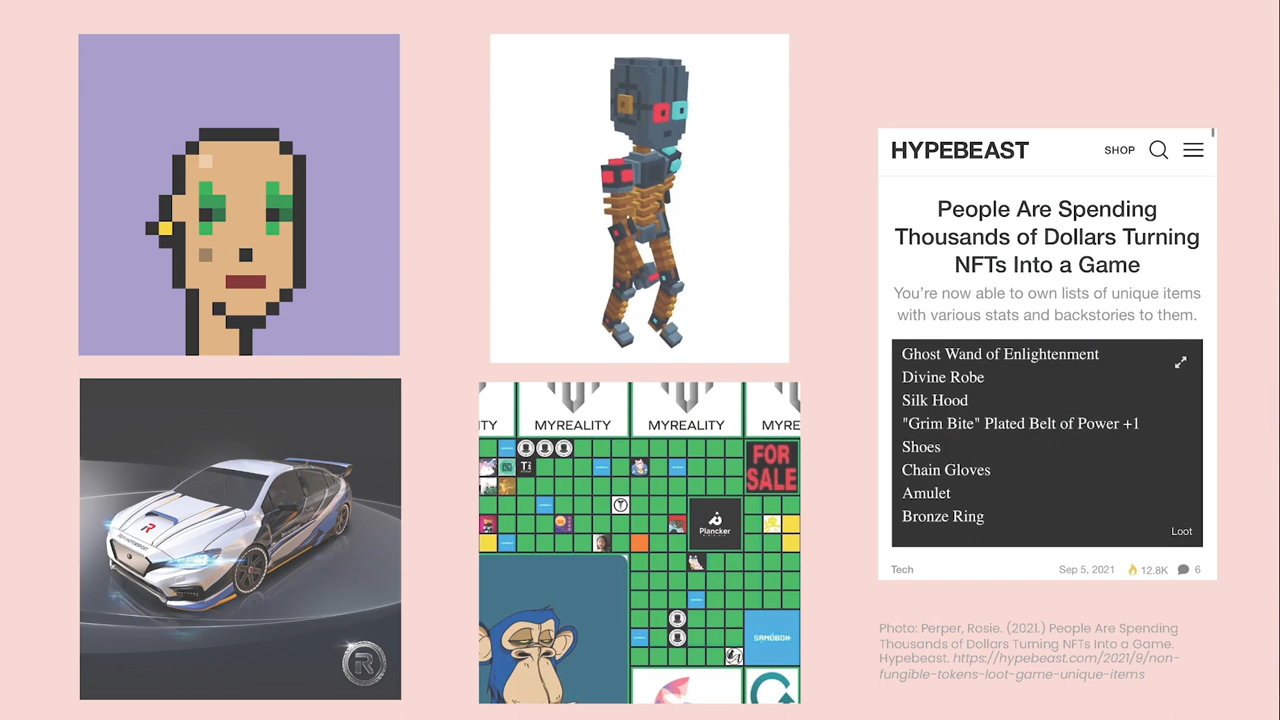 HYPEBEAST
SHOP
People Are Spending
Thousands of Dollars Turning
NFTs Into a Game
You're now able to own lists of unique items
with various stats and backstories to them.
Ghost Wand of Enlightenment
Divine Robe
Silk Hood
"Grim Bite" Plated Belt of Power +1
Shoes
Chain Gloves
Amulet
Bronze Ring
Loot
Tech
Sep 5, 2021
12.8K
6
Photo: Perper, Rosie. (2021.) People Are Spending
Thousands of Dollars Turning NFTs Into a Game.
Hypebeast. https://hypebeast.com/2021/9/non-
fungible-tokens-loot-game-unique-items
R
R
ITY
MYREALITY
MYREALITY
MYRE
FOR
SALE
Plancker